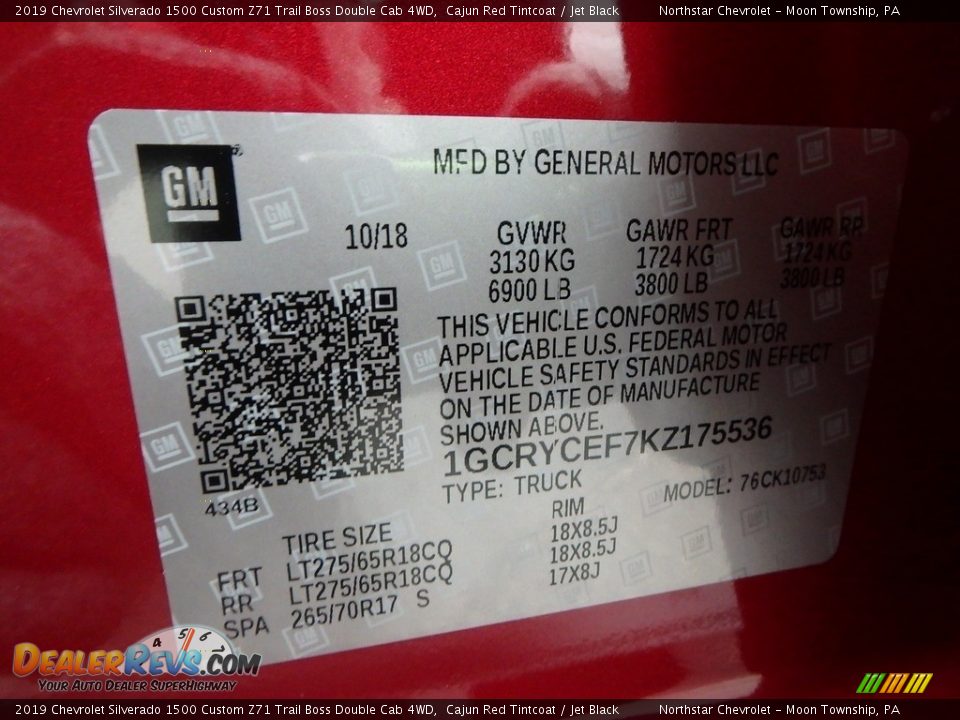 2019 Chevrolet Silverado 1500 Custom Z71 Trail Boss Double Cab 4WD,  Cajun Red Tintcoat / Jet Black          Northstar Chevrolet - Moon Township, PA
GM
MFD BY GENERAL MOTORS LLC
10/18 GVWR GAWR FRT GAWR RR
3130 KG 1724 KG 1724 KG
6900 LB 3800 LB 3800 LB
THIS VEHICLE CONFORMS TO ALL
APPLICABLE U.S. FEDERAL MOTOR
VEHICLE SAFETY STANDARDS IN EFFECT
ON THE DATE OF MANUFACTURE
SHOWN ABOVE.
1GCRYCEF7KZ175536
TYPE: TRUCK MODEL: 76CK10753
434B
TIRE SIZE RIM
FRT LT275/65R18CQ 18X8.5J
RR LT275/65R18CQ 18X8.5J
SPA 265/70R17 S 17X8J
4 5 6
DEALERREVS.COM
YOUR AUTO DEALER SUPERHIGHWAY
2019 Chevrolet Silverado 1500 Custom Z71 Trail Boss Double Cab 4WD,  Cajun Red Tintcoat / Jet Black          Northstar Chevrolet - Moon Township, PA